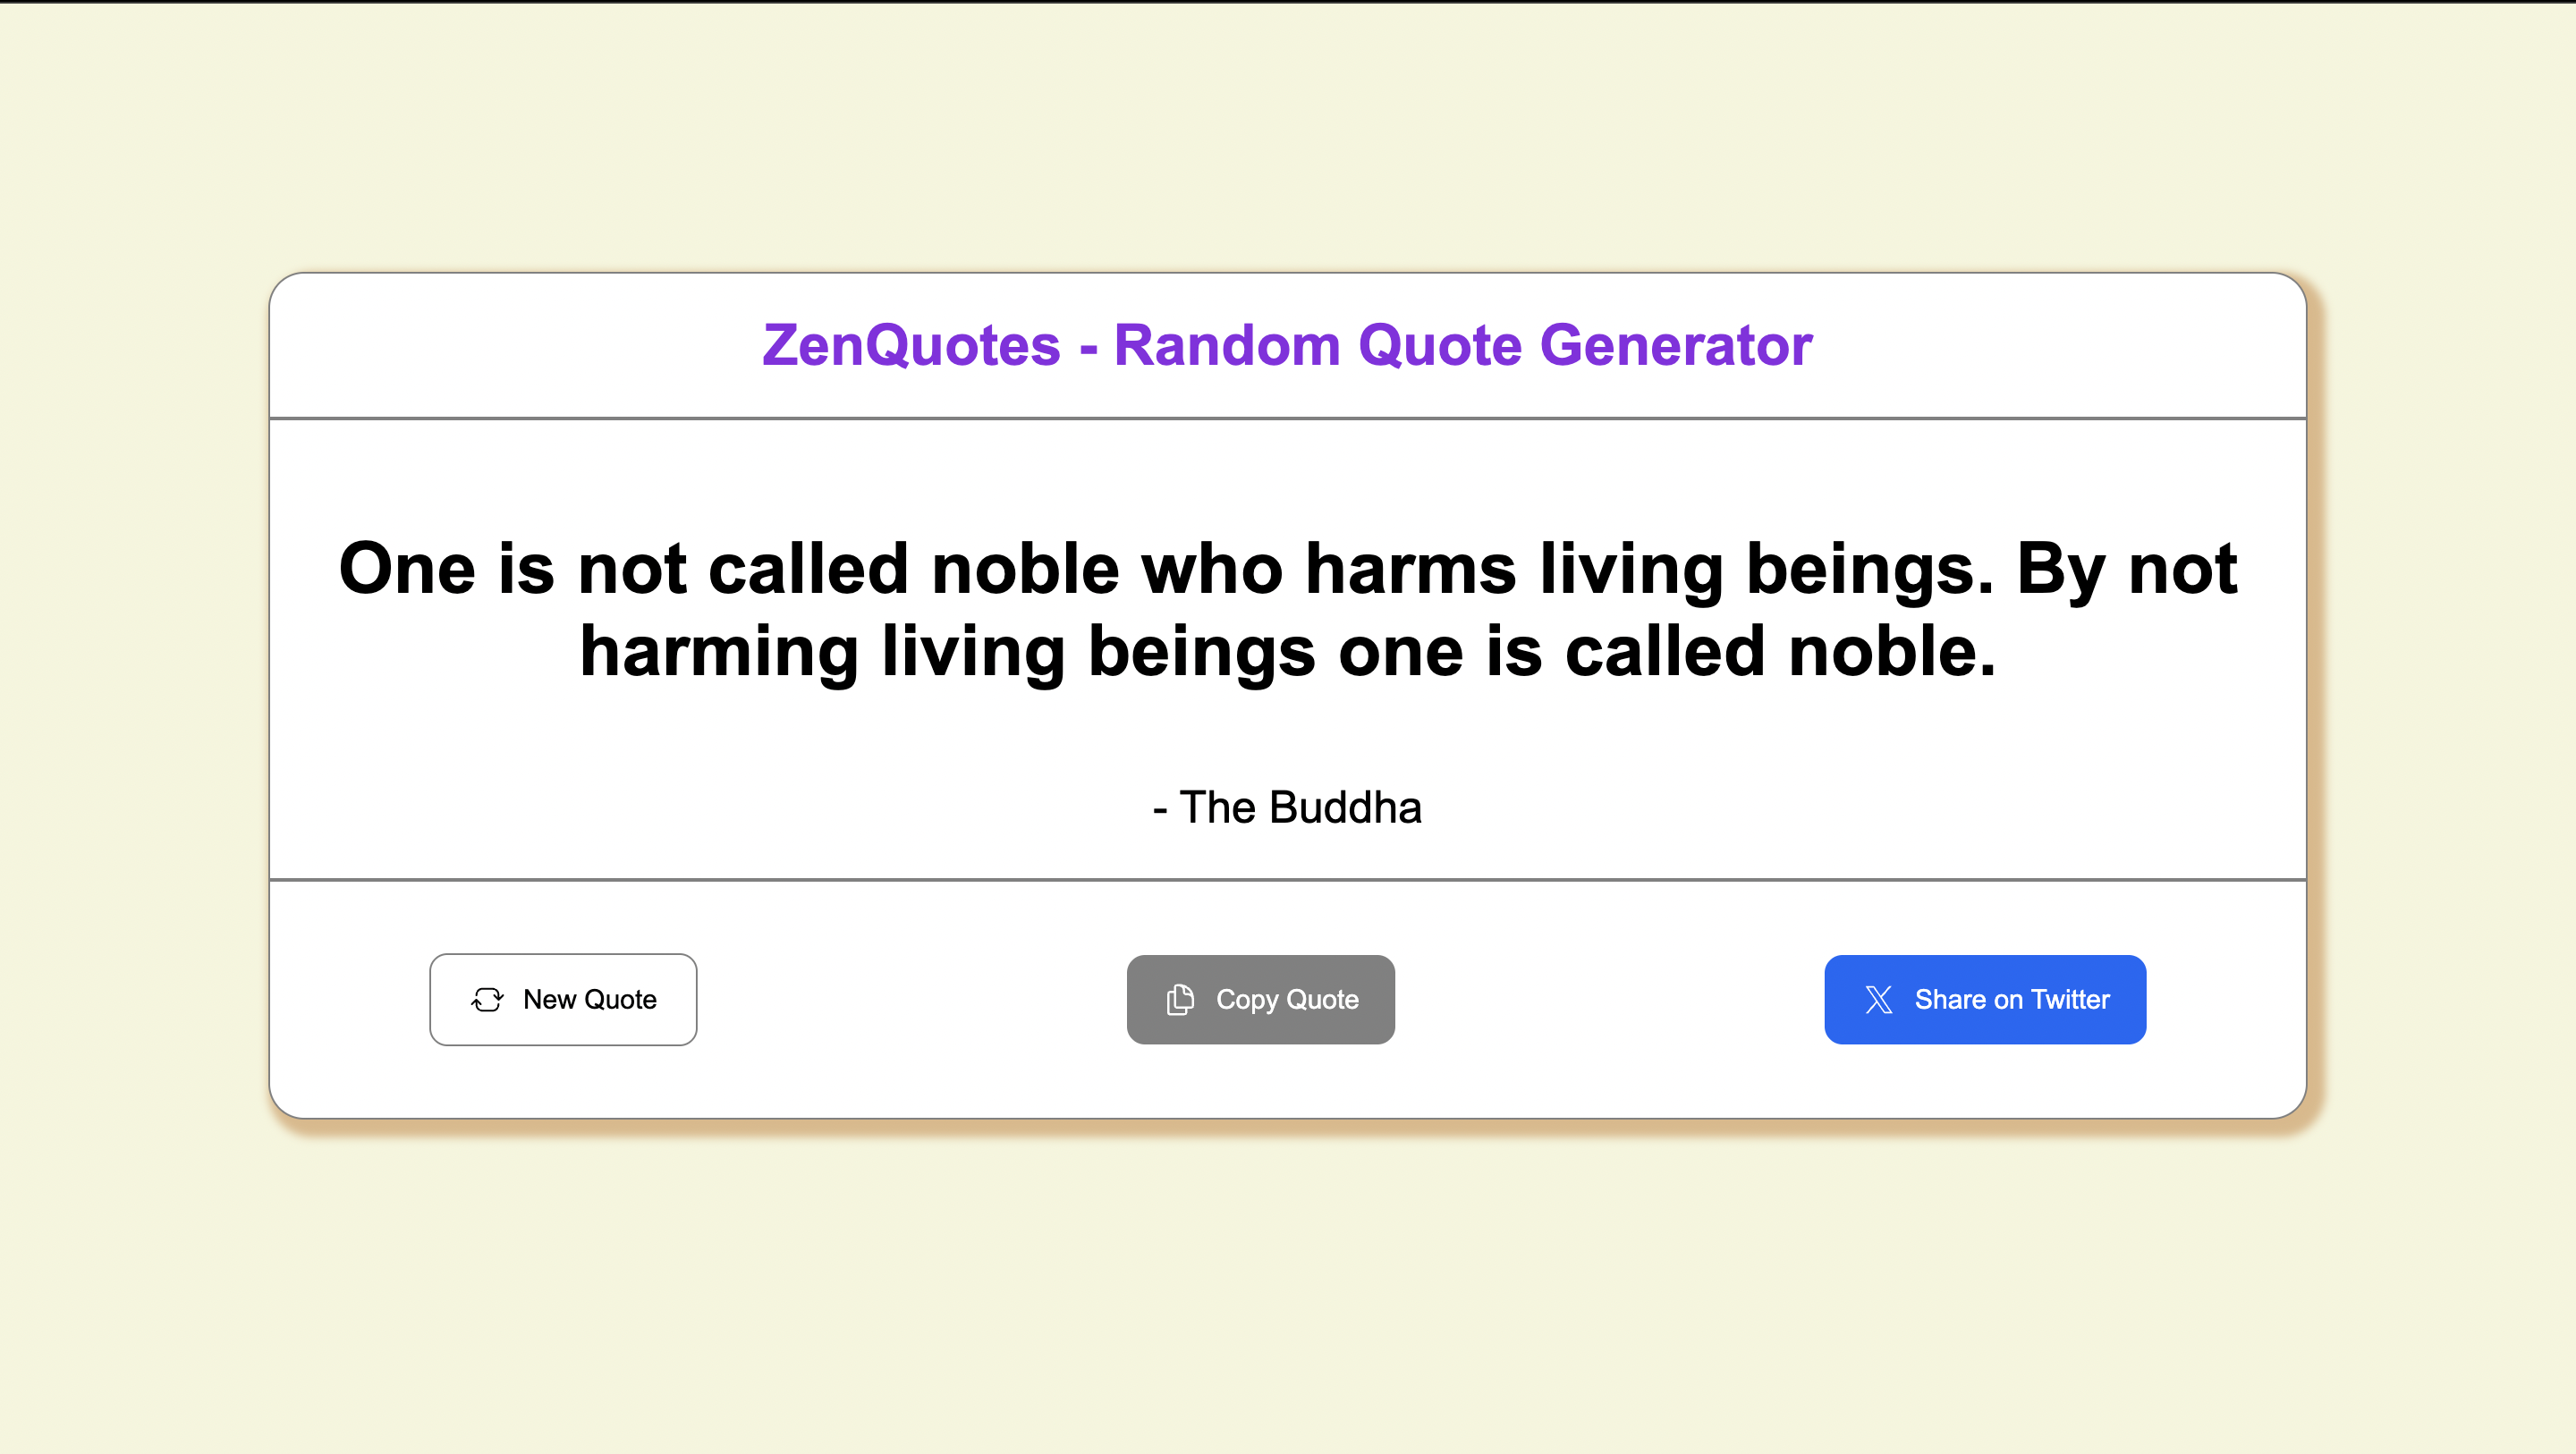 ZenQuotes - Random Quote Generator
One is not called noble who harms living beings. By not
harming living beings one is called noble.
- The Buddha
New Quote
Copy Quote
Share on Twitter